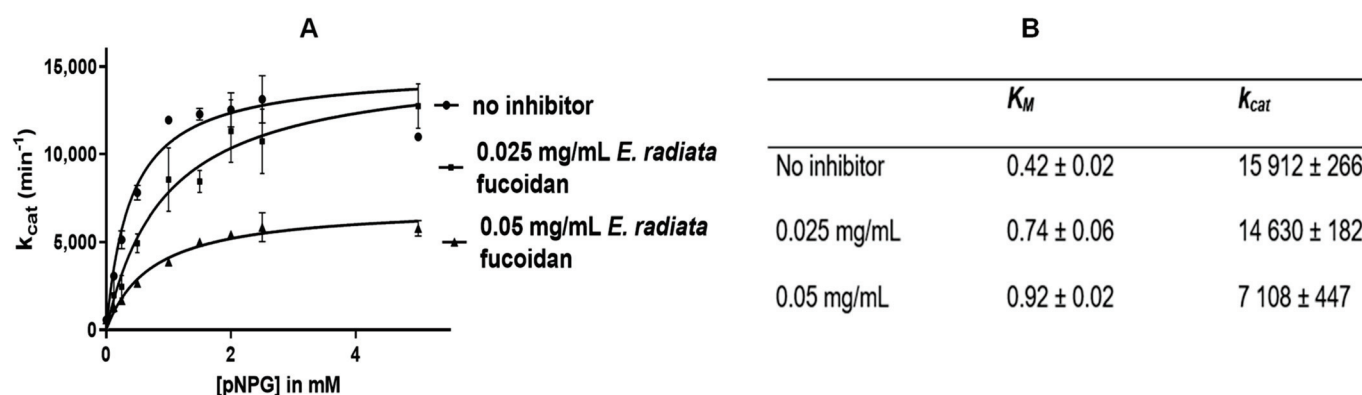 A
15,000
10,000
5,000
0
k_cat (min⁻¹)
0 2 4
[pNPG] in mM
no inhibitor
0.025 mg/mL E. radiata
fucoidan
0.05 mg/mL E. radiata
fucoidan
B
K_M k_cat
No inhibitor 0.42 ± 0.02 15 912 ± 266
0.025 mg/mL 0.74 ± 0.06 14 630 ± 182
0.05 mg/mL 0.92 ± 0.02 7 108 ± 447